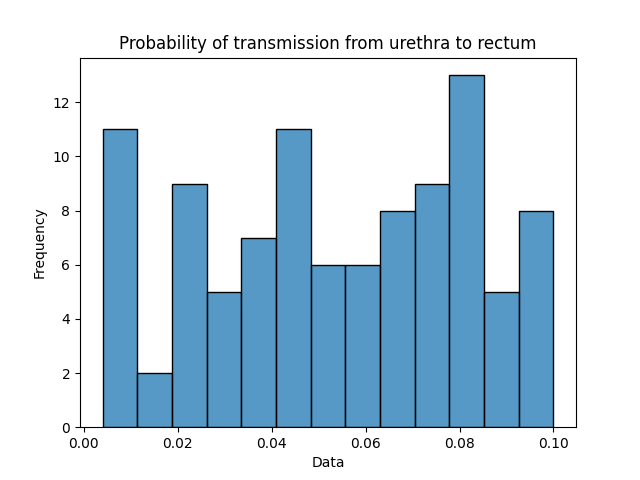 Probability of transmission from urethra to rectum
12
10
8
6
4
2
0
Frequency
0.00 0.02 0.04 0.06 0.08 0.10
Data